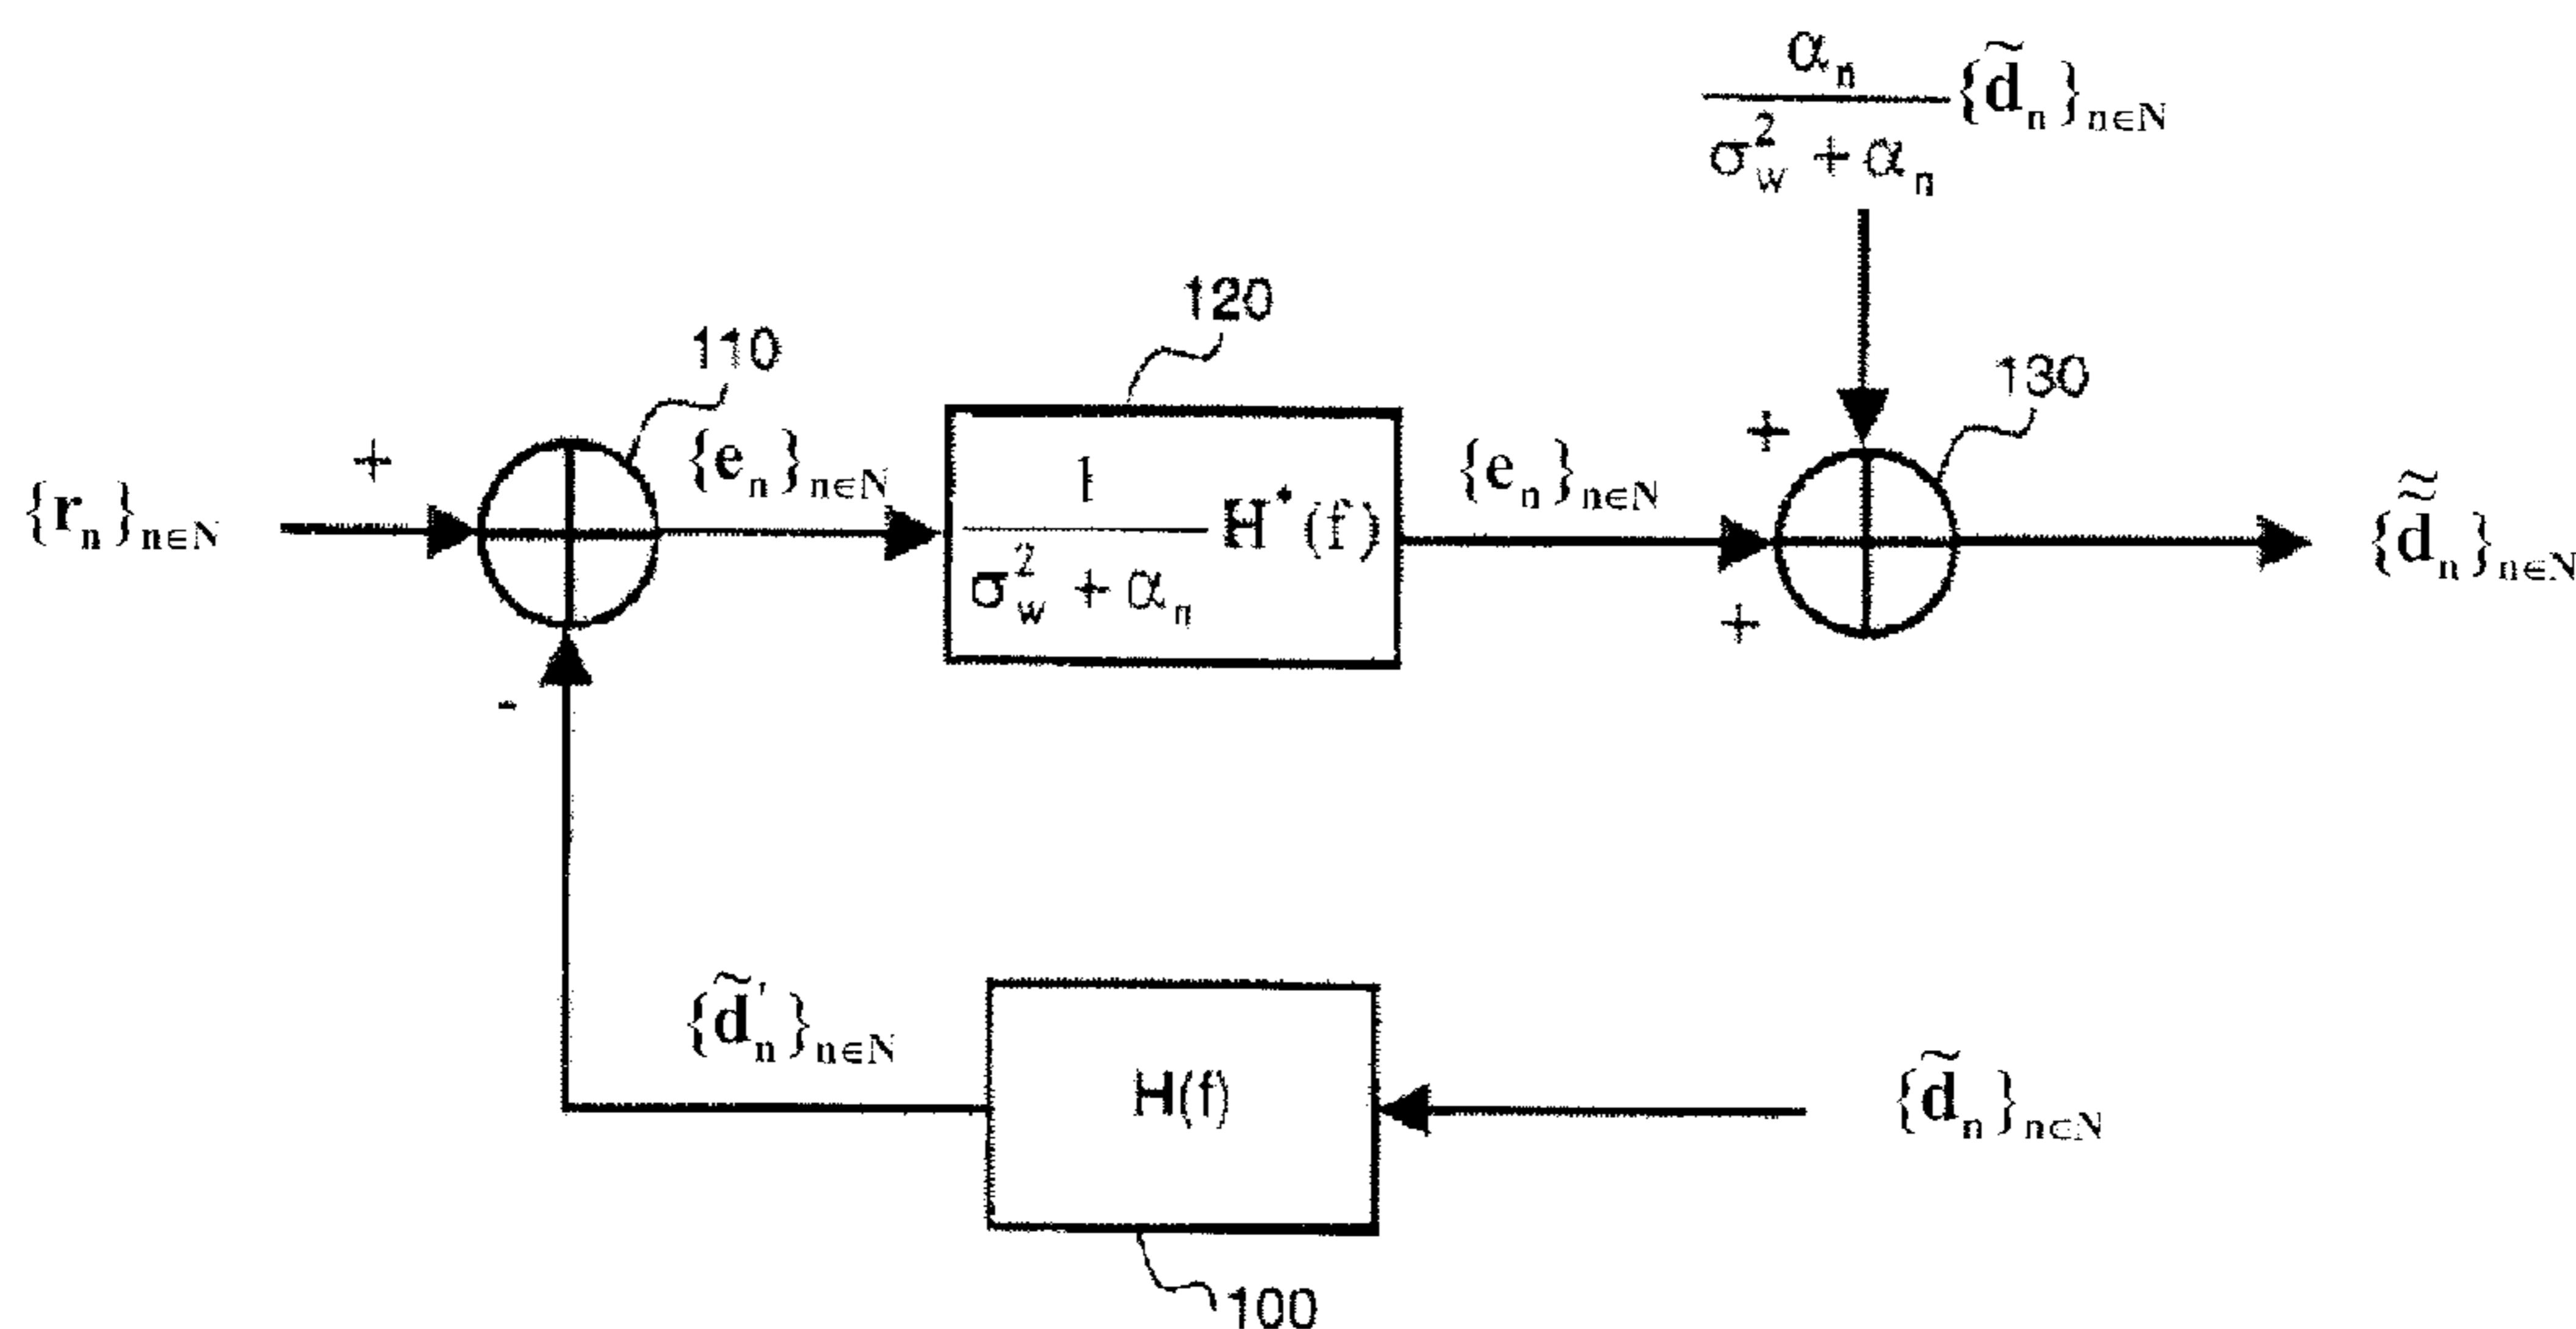 α_n / (σ_w^2 + α_n) {d̃_n}_{n∈N}
120
110
130
+
{e_n}_{n∈N}
1 / (σ_w^2 + α_n) H*(f)
{e_n}_{n∈N}
+
{r_n}_{n∈N}
{d̃̃_n}_{n∈N}
+
-
{d̃'_n}_{n∈N}
H(f)
{d̃_n}_{n∈N}
100